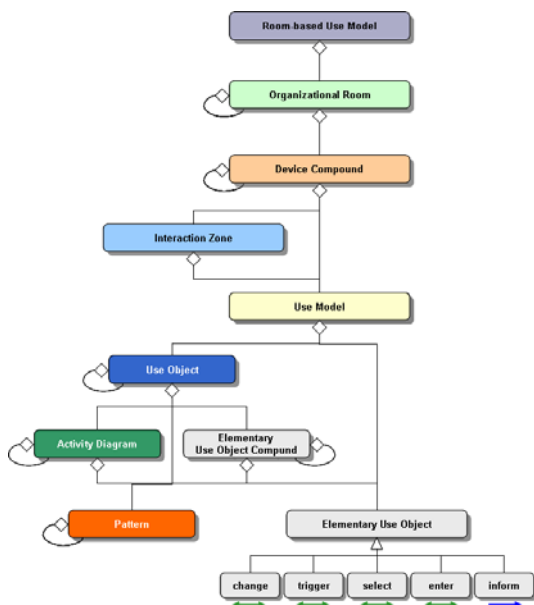 Room-based Use Model
Organizational Room
Device Compound
Interaction Zone
Use Model
Use Object
Activity Diagram
Elementary
Use Object Compund
Pattern
Elementary Use Object
change
trigger
select
enter
inform